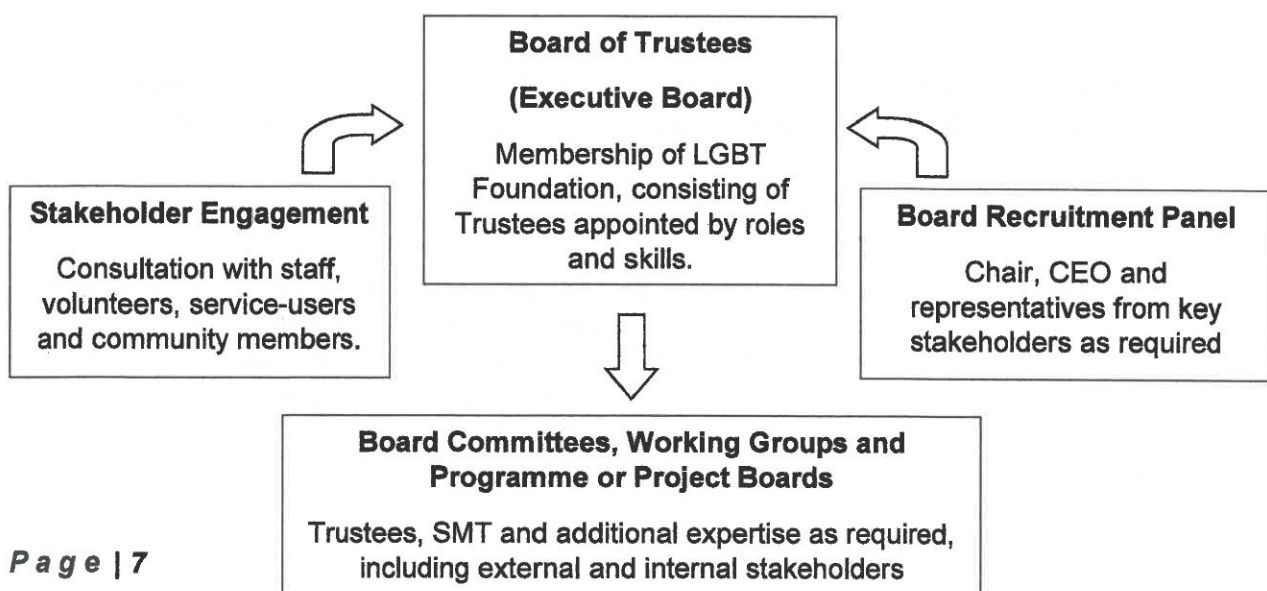 Board of Trustees
(Executive Board)
Membership of LGBT
Foundation, consisting of
Trustees appointed by roles
and skills.
Stakeholder Engagement
Consultation with staff,
volunteers, service-users
and community members.
Board Recruitment Panel
Chair, CEO and
representatives from key
stakeholders as required
Board Committees, Working Groups and
Programme or Project Boards
Trustees, SMT and additional expertise as required,
including external and internal stakeholders
Page | 7